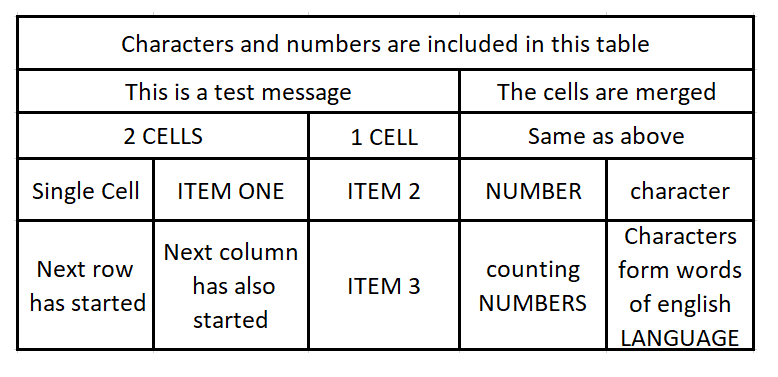 Characters and numbers are included in this table
This is a test message The cells are merged
2 CELLS 1 CELL Same as above
Single Cell ITEM ONE ITEM 2 NUMBER character
Next row
has started
Next column
has also
started
ITEM 3
counting
NUMBERS
Characters
form words
of english
LANGUAGE